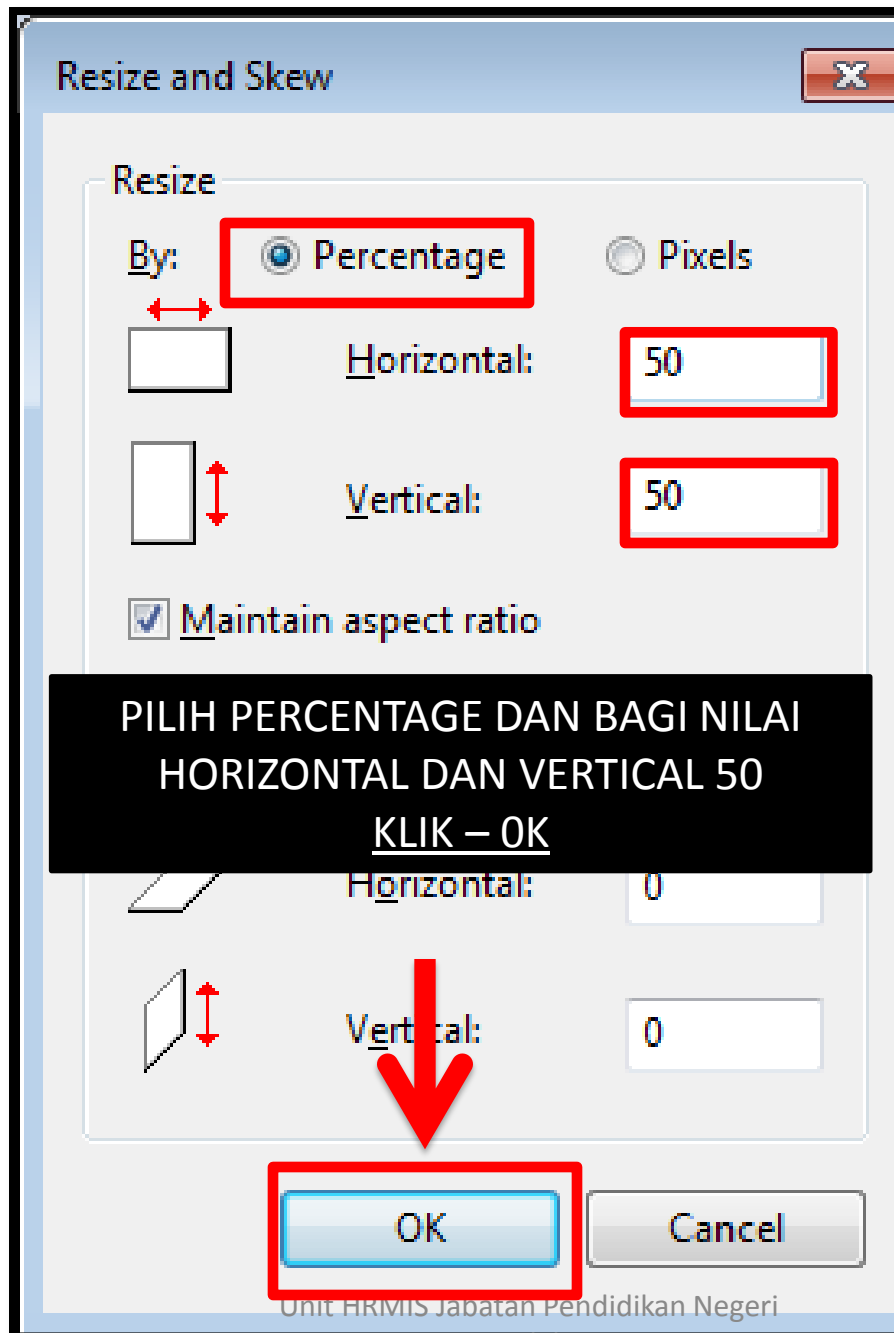 Resize and Skew
Resize
By: Percentage Pixels
Horizontal: 50
Vertical: 50
Maintain aspect ratio
PILIH PERCENTAGE DAN BAGI NILAI
HORIZONTAL DAN VERTICAL 50
KLIK – 0K
Horizontal: 0
Vertical: 0
OK Cancel
Unit HRMIS Jabatan Pendidikan Negeri